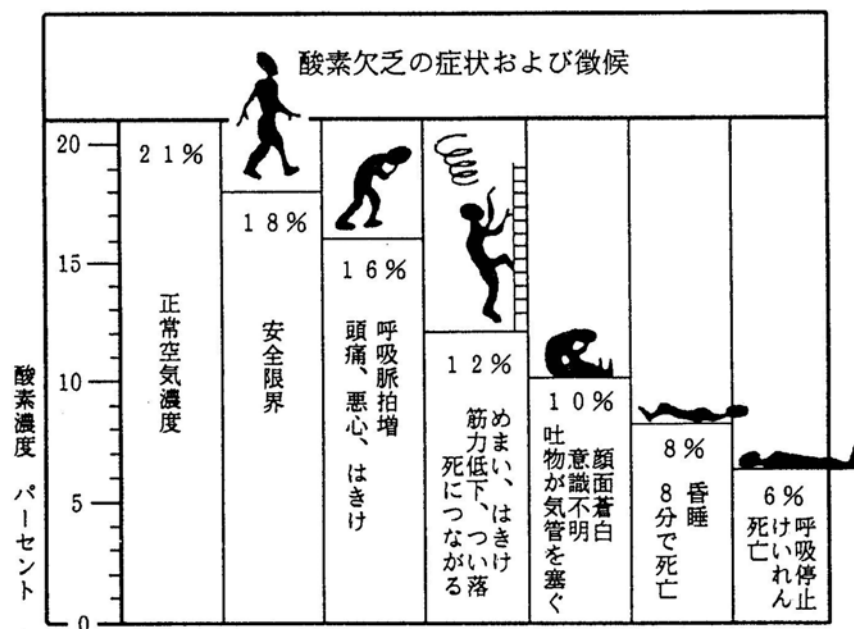 酸素欠乏の症状および徴候
酸素濃度 パーセント
20
15
10
5
0
21%
正常空気濃度
18%
安全限界
16%
呼吸脈拍増
頭痛、悪心、はきけ
12%
めまい、はきけ
筋力低下、つい落
死につながる
10%
顔面蒼白
意識不明
吐物が気管を塞ぐ
8%
昏睡
8分で死亡
6%
呼吸停止
けいれん
死亡